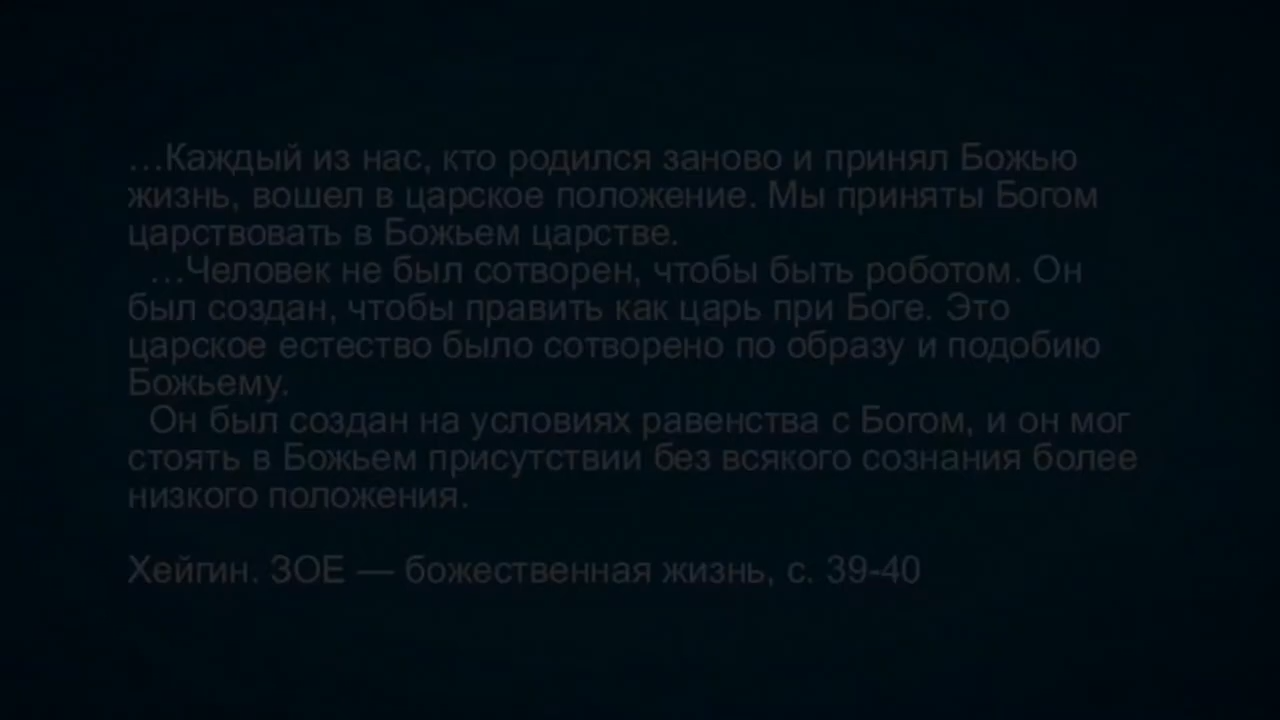 …Каждый из нас, кто родился заново и принял Божью
жизнь, вошел в царское положение. Мы приняты Богом
царствовать в Божьем царстве.
…Человек не был сотворен, чтобы быть роботом. Он
был создан, чтобы править как царь при Боге. Это
царское естество было сотворено по образу и подобию
Божьему.
Он был создан на условиях равенства с Богом, и он мог
стоять в Божьем присутствии без всякого сознания более
низкого положения.
Хейгин. ЗОЕ — божественная жизнь, с. 39-40